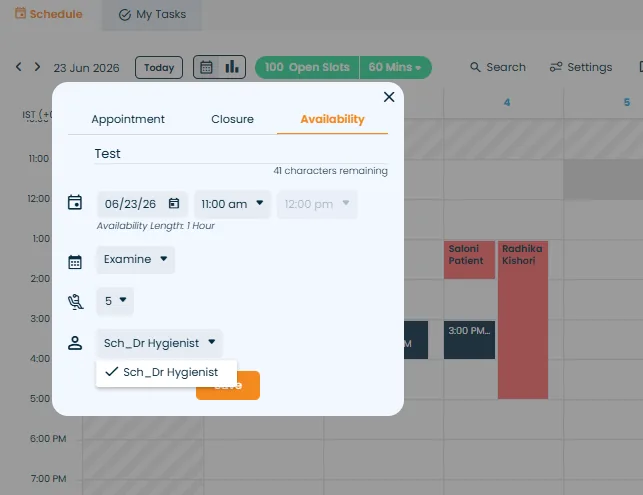 Schedule
My Tasks
23 Jun 2026
Today
100 Open Slots
60 Mins
Search
Settings
IST (+0
4
5
Appointment
Closure
Availability
Test
41 characters remaining
11:00
06/23/26
11:00 am
12:00 pm
12:00
Availability Length: 1 Hour
1:00
Examine
Saloni
Patient
Radhika
Kishori
2:00
5
3:00
3:00 PM...
M
Sch_Dr Hygienist
4:00
Sch_Dr Hygienist
5:00
6:00 PM
7:00 PM